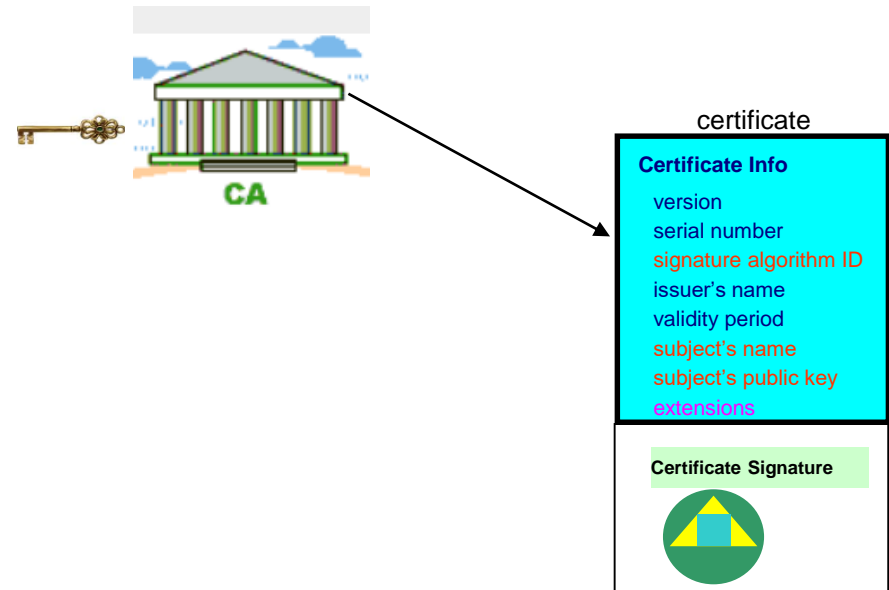 CA
certificate
Certificate Info
version
serial number
signature algorithm ID
issuer’s name
validity period
subject’s name
subject’s public key
extensions
Certificate Signature